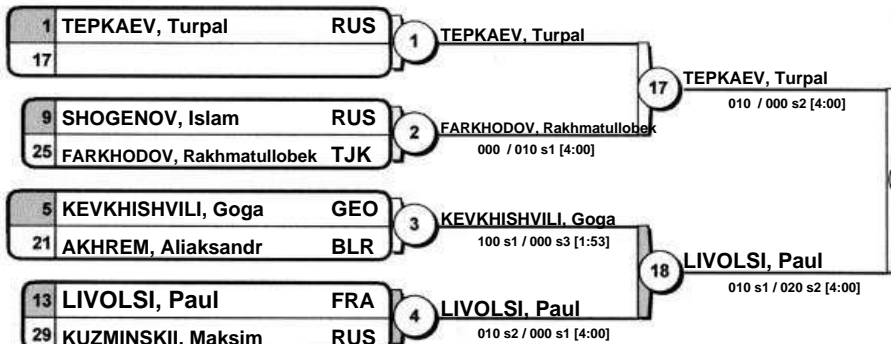 1 TEPKAEV, Turpal RUS
17
1
TEPKAEV, Turpal
9 SHOGENOV, Islam RUS
25 FARKHODOV, Rakhmatullobek TJK
2
FARKHODOV, Rakhmatullobek
000 / 010 s1 [4:00]
17
TEPKAEV, Turpal
010 / 000 s2 [4:00]
5 KEVKHISHVILI, Goga GEO
21 AKHREM, Aliaksandr BLR
3
KEVKHISHVILI, Goga
100 s1 / 000 s3 [1:53]
13 LIVOLSI, Paul FRA
29 KUZMINSKII, Maksim RUS
4
LIVOLSI, Paul
010 s2 / 000 s1 [4:00]
18
LIVOLSI, Paul
010 s1 / 020 s2 [4:00]